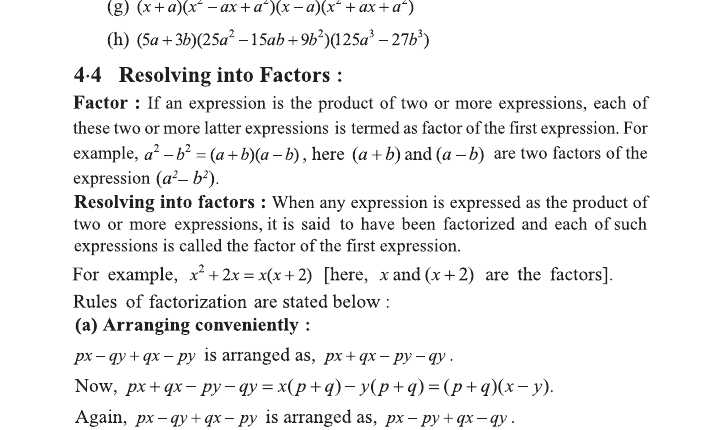 (g) (x + a)(x² – ax + a²)(x – a)(x² + ax + a²)
(h) (5a + 3b)(25a² – 15ab + 9b²)(125a³ – 27b³)
4·4 Resolving into Factors :
Factor : If an expression is the product of two or more expressions, each of
these two or more latter expressions is termed as factor of the first expression. For
example, a² – b² = (a + b)(a – b), here (a + b) and (a – b) are two factors of the
expression (a²– b²).
Resolving into factors : When any expression is expressed as the product of
two or more expressions, it is said to have been factorized and each of such
expressions is called the factor of the first expression.
For example, x² + 2x = x(x + 2) [here, x and (x + 2) are the factors].
Rules of factorization are stated below :
(a) Arranging conveniently :
px – qy + qx – py is arranged as, px + qx – py – qy .
Now, px + qx – py – qy = x(p + q) – y(p + q) = (p + q)(x – y).
Again, px – qy + qx – py is arranged as, px – py + qx – qy .